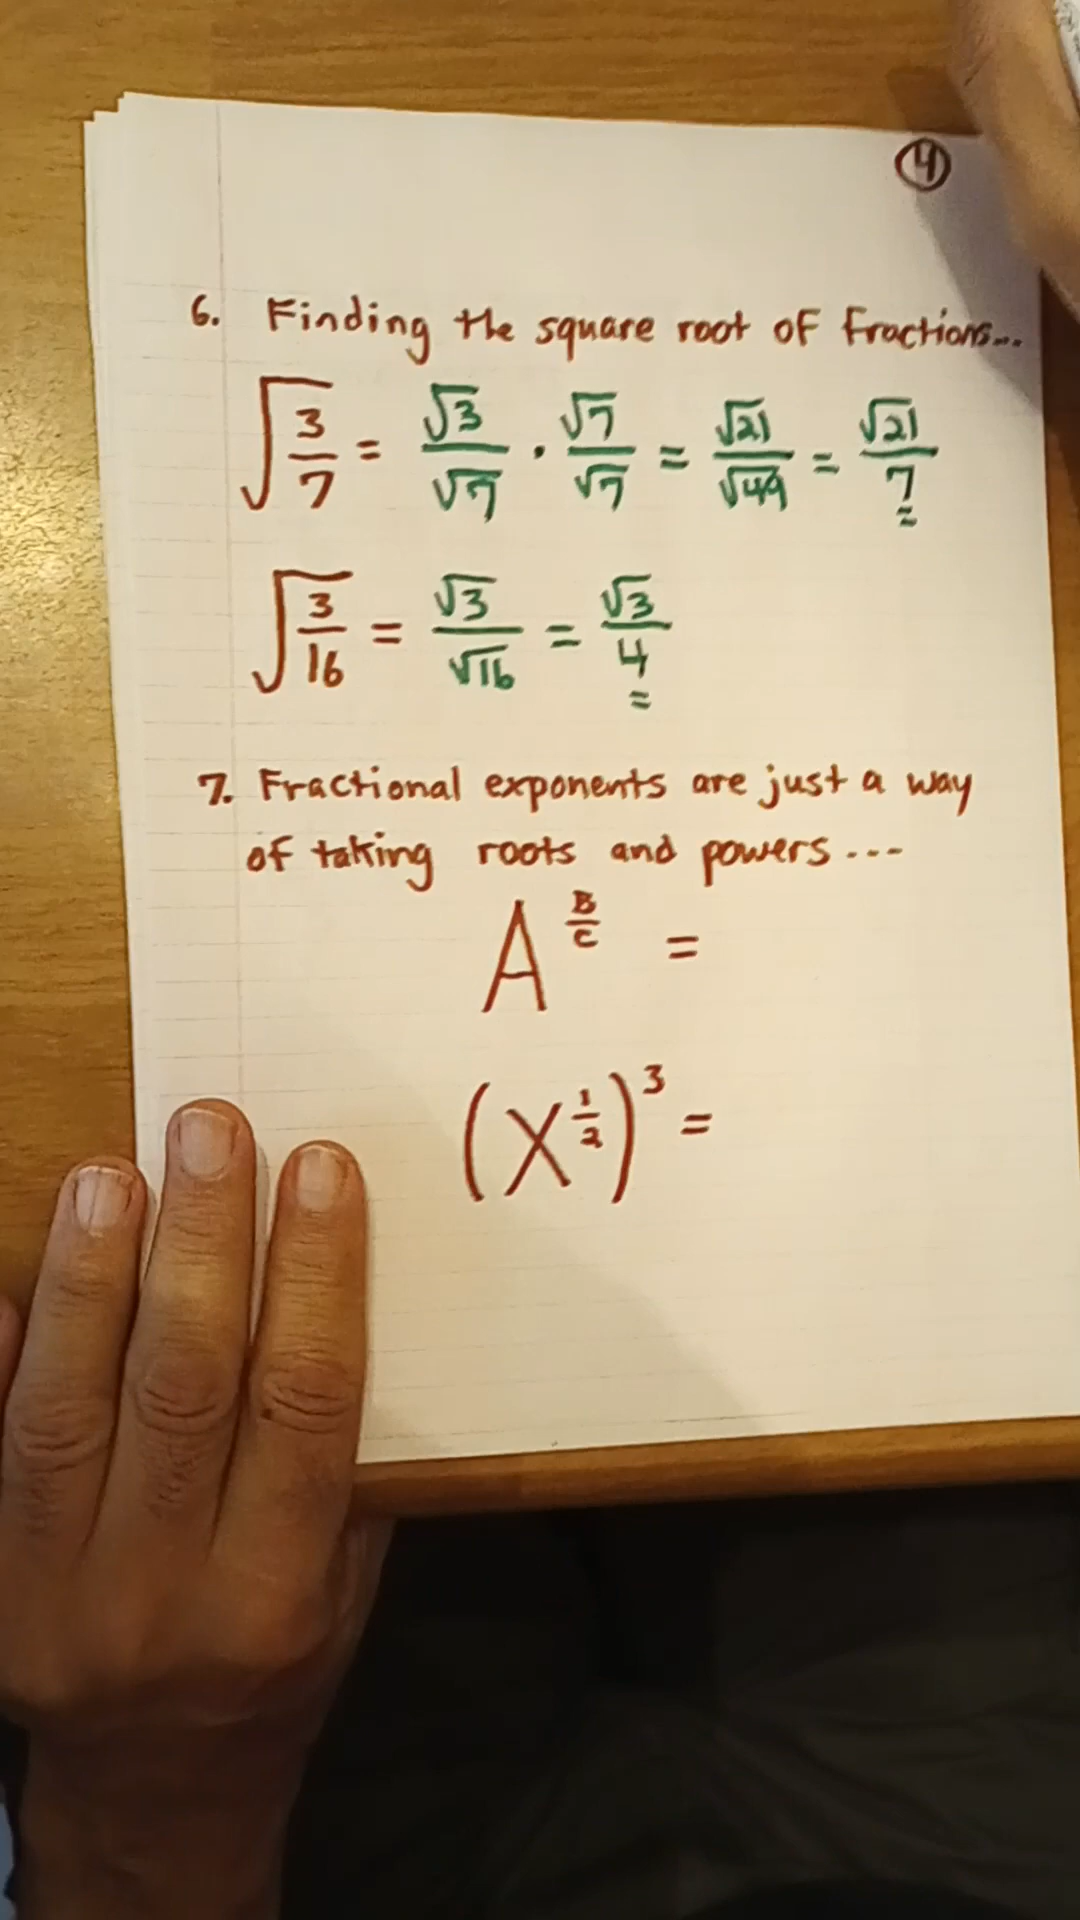 ④
6. Finding the square root of fractions...
√(3/7) = √3/√7 · √7/√7 = √21/√49 = √21/7
√(3/16) = √3/√16 = √3/4
7. Fractional exponents are just a way
of taking roots and powers...
A^(B/C) =
(X^(1/2))^3 =